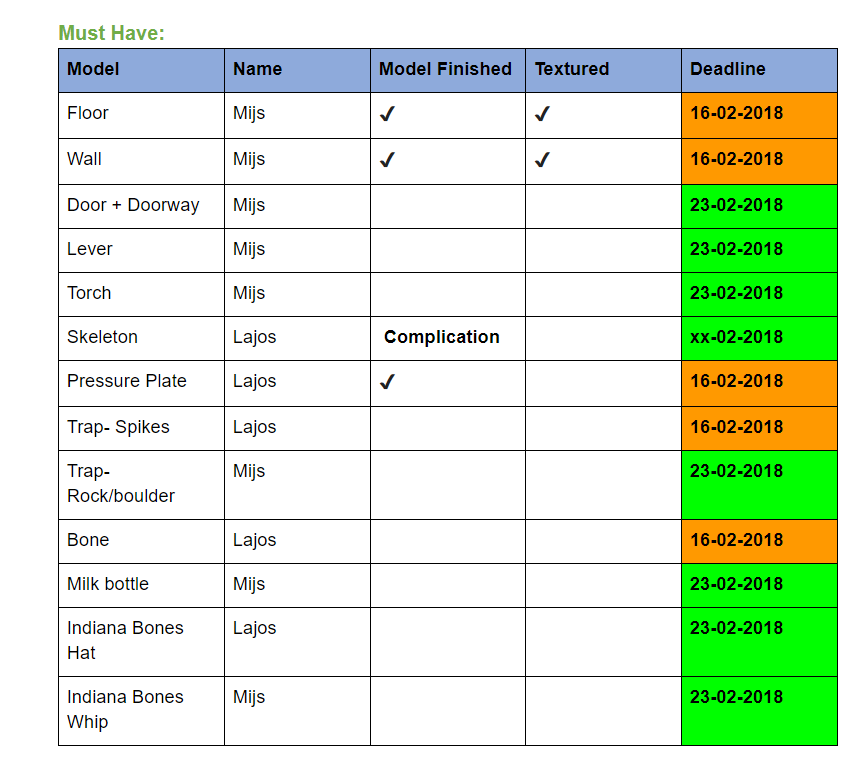 Must Have:
Model Name Model Finished Textured Deadline
Floor Mijs ✓ ✓ 16-02-2018
Wall Mijs ✓ ✓ 16-02-2018
Door + Doorway Mijs 23-02-2018
Lever Mijs 23-02-2018
Torch Mijs 23-02-2018
Skeleton Lajos Complication xx-02-2018
Pressure Plate Lajos ✓ 16-02-2018
Trap- Spikes Lajos 16-02-2018
Trap- Mijs 23-02-2018
Rock/boulder
Bone Lajos 16-02-2018
Milk bottle Mijs 23-02-2018
Indiana Bones Lajos 23-02-2018
Hat
Indiana Bones Mijs 23-02-2018
Whip